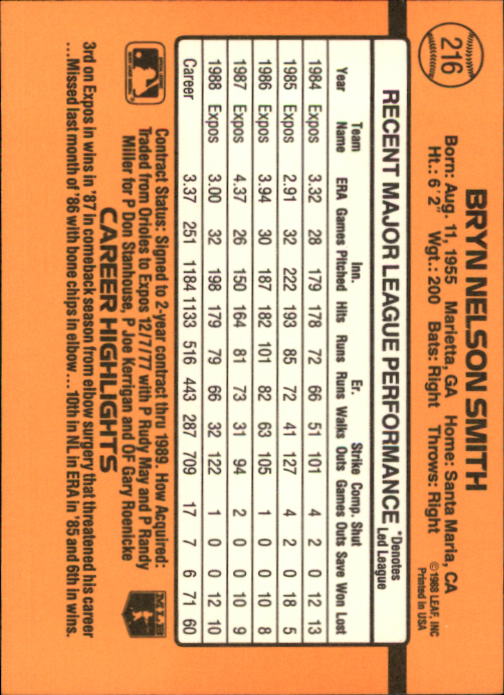 216
BRYN NELSON SMITH
Born: Aug. 11, 1955 Marietta, GA Home: Santa Maria, CA
Ht.: 6'2" Wgt.: 200 Bats: Right Throws: Right
©1988 LEAF, INC
Printed in USA
RECENT MAJOR LEAGUE PERFORMANCE *Denotes Led League
Year Team Name ERA Games Inn. Pitched Hits Runs Er. Runs Walks Strike Outs Comp. Games Shut Outs Save Won Lost
1984 Expos 3.32 28 179 178 72 66 51 101 4 2 0 12 13
1985 Expos 2.91 32 222 193 85 72 41 127 4 2 0 18 5
1986 Expos 3.94 30 187 182 101 82 63 105 1 0 0 10 8
1987 Expos 4.37 26 150 164 81 73 31 94 2 0 0 10 9
1988 Expos 3.00 32 198 179 79 66 32 122 1 0 0 12 10
Career 3.37 251 1184 1133 516 443 287 709 17 7 6 71 60
Contract Status: Signed to 2-year contract thru 1989. How Acquired:
Traded from Orioles to Expos 12/7/77 with P Rudy May and P Randy
Miller for P Don Stanhouse, P Joe Kerrigan and OF Gary Roenicke
MLB
CAREER HIGHLIGHTS
3rd on Expos in wins in '87 in comeback season from elbow surgery that threatened his career
...Missed last month of '86 with bone chips in elbow ... 10th in NL in ERA in '85 and 6th in wins.